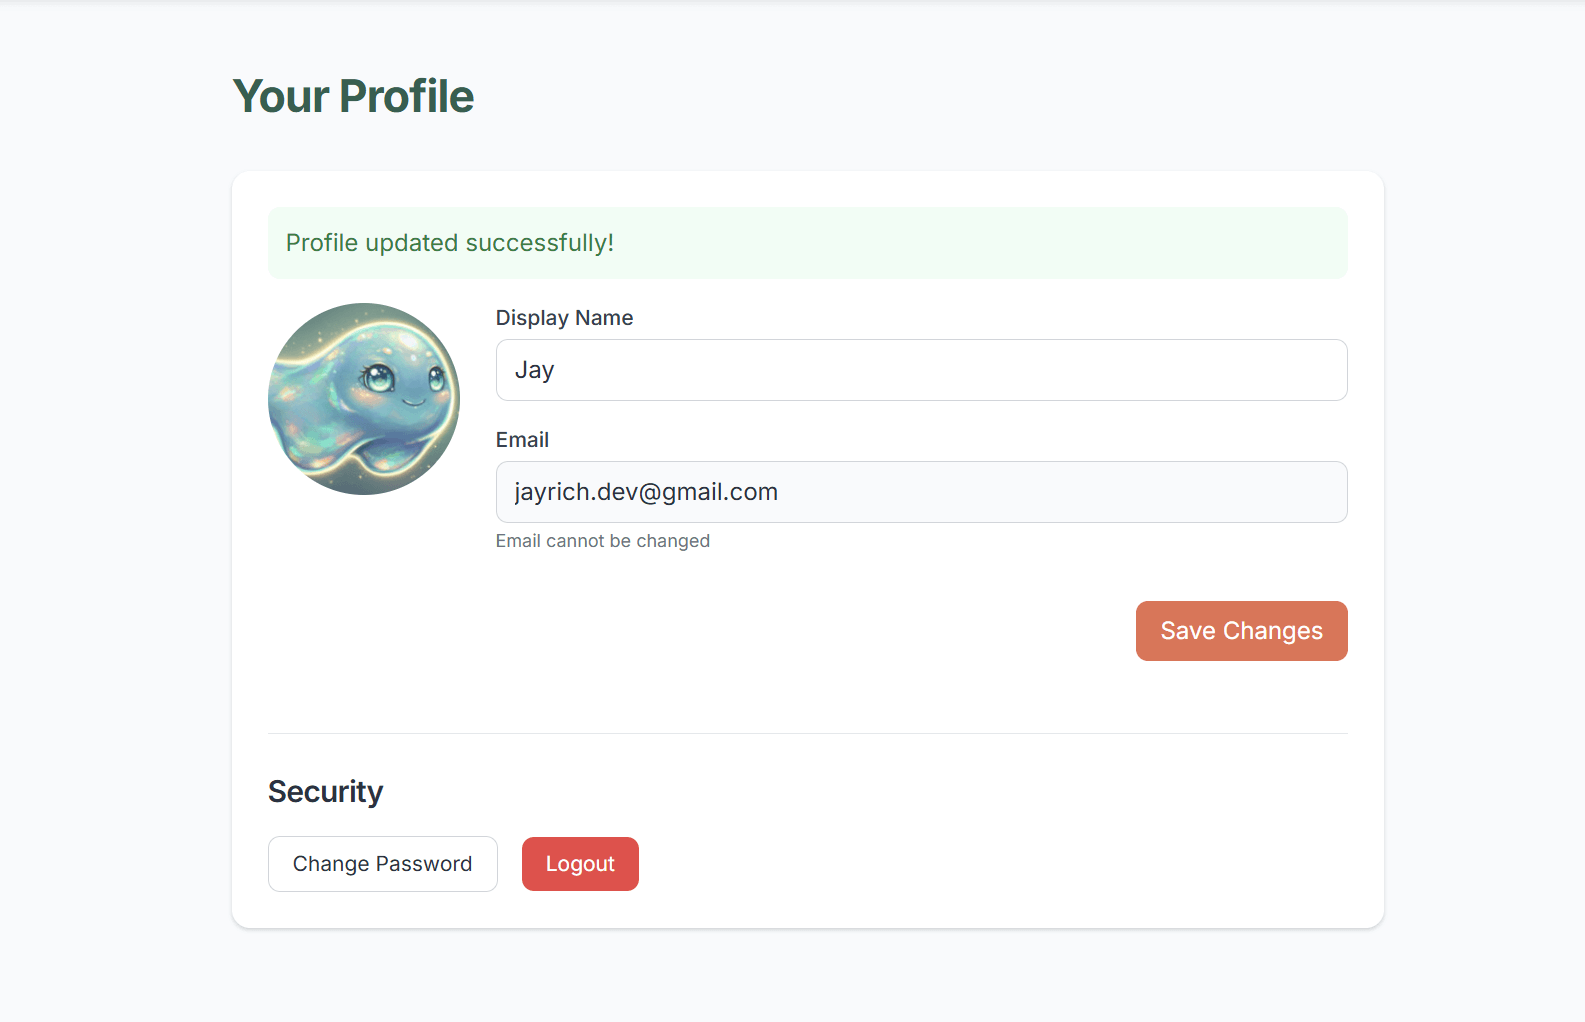 Your Profile
Profile updated successfully!
Display Name
Jay
Email
jayrich.dev@gmail.com
Email cannot be changed
Save Changes
Security
Change Password
Logout